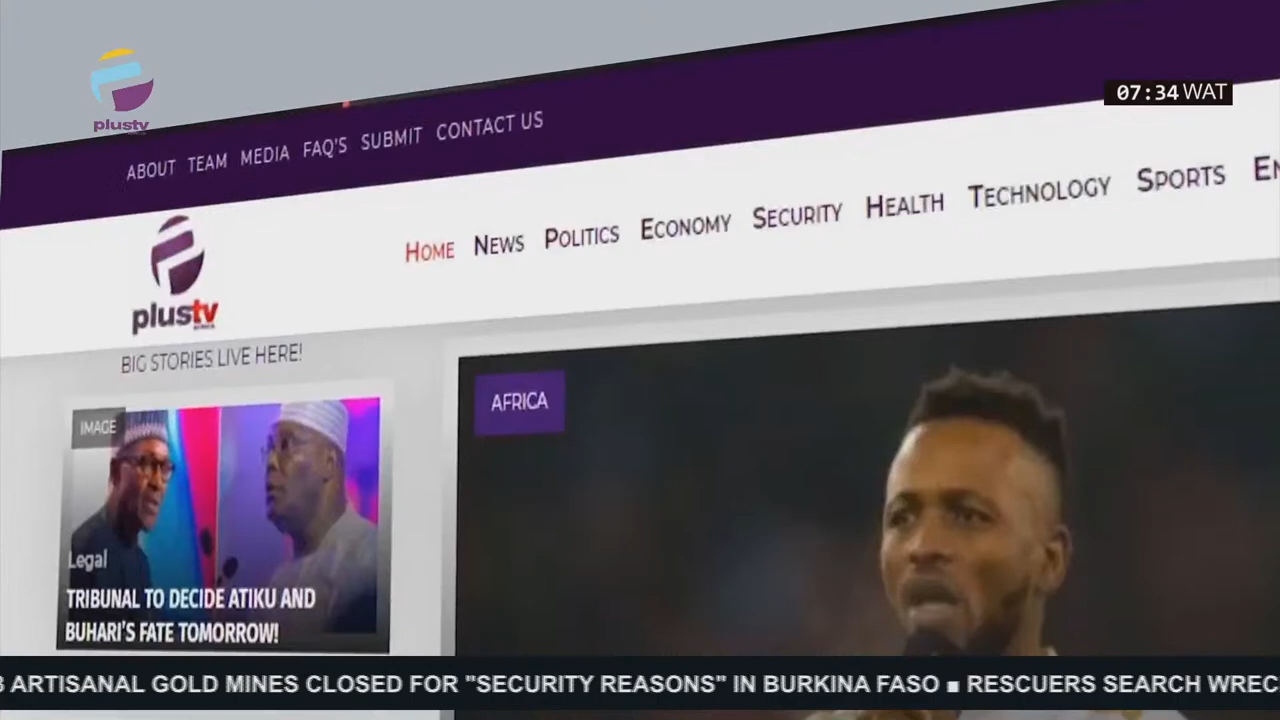 plustv
07:34 WAT
ABOUT TEAM MEDIA FAQ'S SUBMIT CONTACT US
HOME NEWS POLITICS ECONOMY SECURITY HEALTH TECHNOLOGY SPORTS
plustv
BIG STORIES LIVE HERE!
IMAGE
AFRICA
Legal
TRIBUNAL TO DECIDE ATIKU AND
BUHARI'S FATE TOMORROW!
ARTISANAL GOLD MINES CLOSED FOR "SECURITY REASONS" IN BURKINA FASO ■ RESCUERS SEARCH